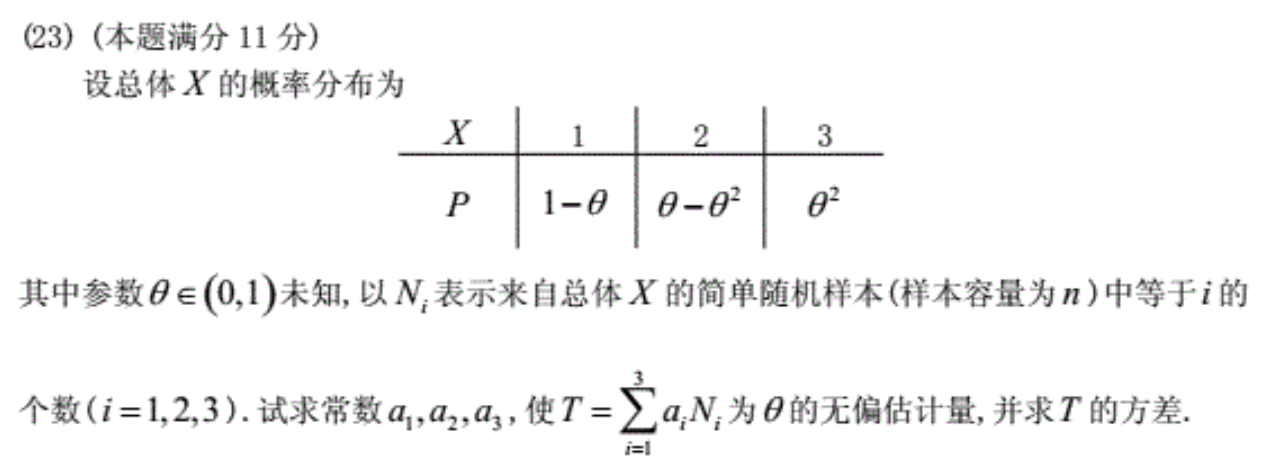 (23) (本题满分 11 分)
设总体 X 的概率分布为
X 1 2 3
P 1-θ θ-θ² θ²
其中参数θ∈(0,1)未知,以 Nᵢ 表示来自总体 X 的简单随机样本(样本容量为 n)中等于 i 的
个数(i=1,2,3).试求常数 a₁,a₂,a₃,使 T=∑³ᵢ₌₁ aᵢNᵢ 为 θ 的无偏估计量,并求 T 的方差.